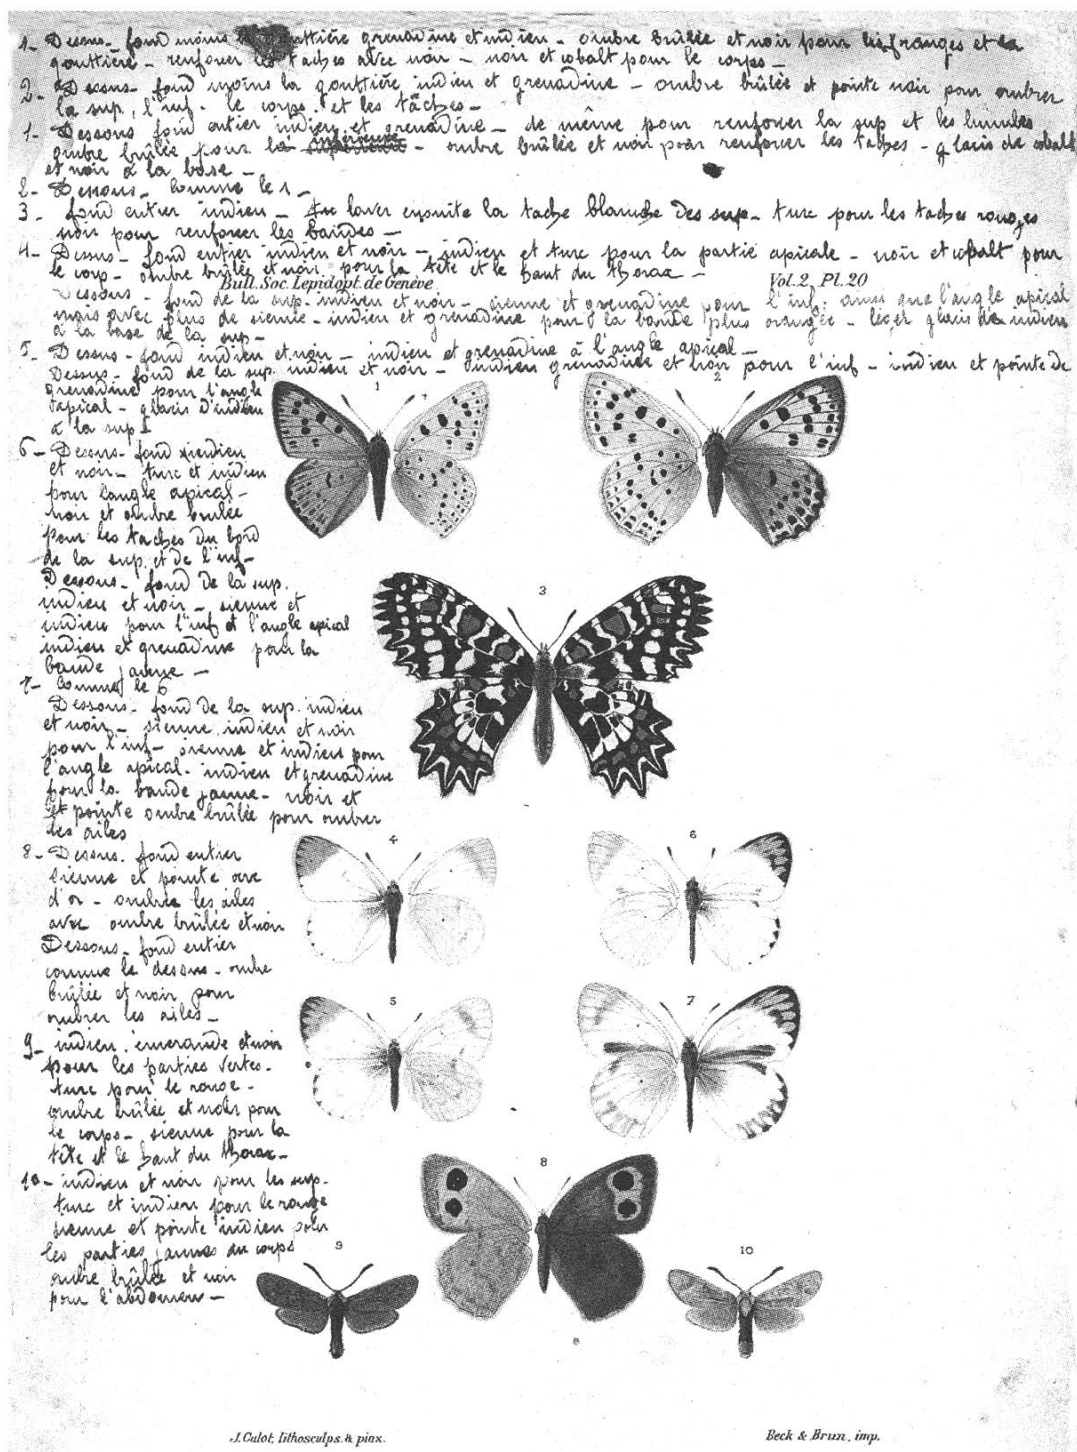 1- Dessus- fond moins la gouttière grenadine et indien - ombre brûlée et noir pour les franges et la
gouttière - renforcer les taches avec noir - noir et cobalt pour le corps -
2- Dessus- fond moins la gouttière indien et grenadine - ombre brûlée et pointe noir pour ombrer
la sup, l'inf- le corps et les tâches -
1- Dessous fond entier indien et grenadine - de même pour renforcer la sup et les lunules
ombre brûlée pour la inférieure - ombre brûlée et noir pour renforcer les taches - glacis de cobalt
et noir à la base -
2- Dessous- comme le 1 -
3- fond entier indien - laver ensuite la tache blanche des sup- turc pour les taches rouges
noir pour renforcer les bandes -
4- Dessus- fond entier indien et noir - indien et turc pour la partie apicale - noir et cobalt pour
le corp- ombre brûlée et noir pour la tête et le haut du thorax -
Bull. Soc. Lépidopt. de Genève
Vol. 2, Pl. 20
Dessous- fond de la sup. indien et noir - sienne et grenadine pour l'inf. ainsi que l'angle apical
mais avec plus de sienne - indien et grenadine pour la bande plus orangée - léger glacis de indien
à la base de la sup-
5- Dessus- fond indien et noir - indien et grenadine à l'angle apical -
Dessus- fond de la sup. indien et noir - indien grenadine et noir pour l'inf - indien et pointe de
grenadine pour l'angle
apical - glacis d'indien
à la sup-
1
2
6- Dessus- fond indien
et noir- turc et indien
pour l'angle apical-
noir et ombre brûlée
pour les taches du bord
de la sup et de l'inf-
Dessous- fond de la sup.
indien et noir - sienne et
indien pour l'inf et l'angle apical
indien et grenadine pour la
bande jaune -
3
7- comme le 6
Dessous- fond de la sup. indien
et noir- sienne, indien et noir
pour l'inf- sienne et indien pour
l'angle apical- indien et grenadine
pour la bande jaune- noir et
et pointe ombre brûlée pour ombrer
les ailes
4
6
8- Dessus- fond entier
sienne et pointe ocre
d'or - ombrée les ailes
avec ombre brûlée et noir
Dessous- fond entier
comme le dessus- ombre
brûlée et noir pour
ombrer les ailes-
5
7
9- indien, émeraude et noir
pour les parties vertes-
turc pour le rouge-
ombre brûlée et noir pour
le corps- sienne pour la
tête et le haut du thorax-
8
10- indien et noir pour les sup-
turc et indien pour le rouge
sienne et pointe indien pour
les parties jaunes du corps
ombre brûlée et noir
pour l'abdomen-
9
10
8
J. Culot, lithosculps. & pinx.
Beck & Brun, imp.